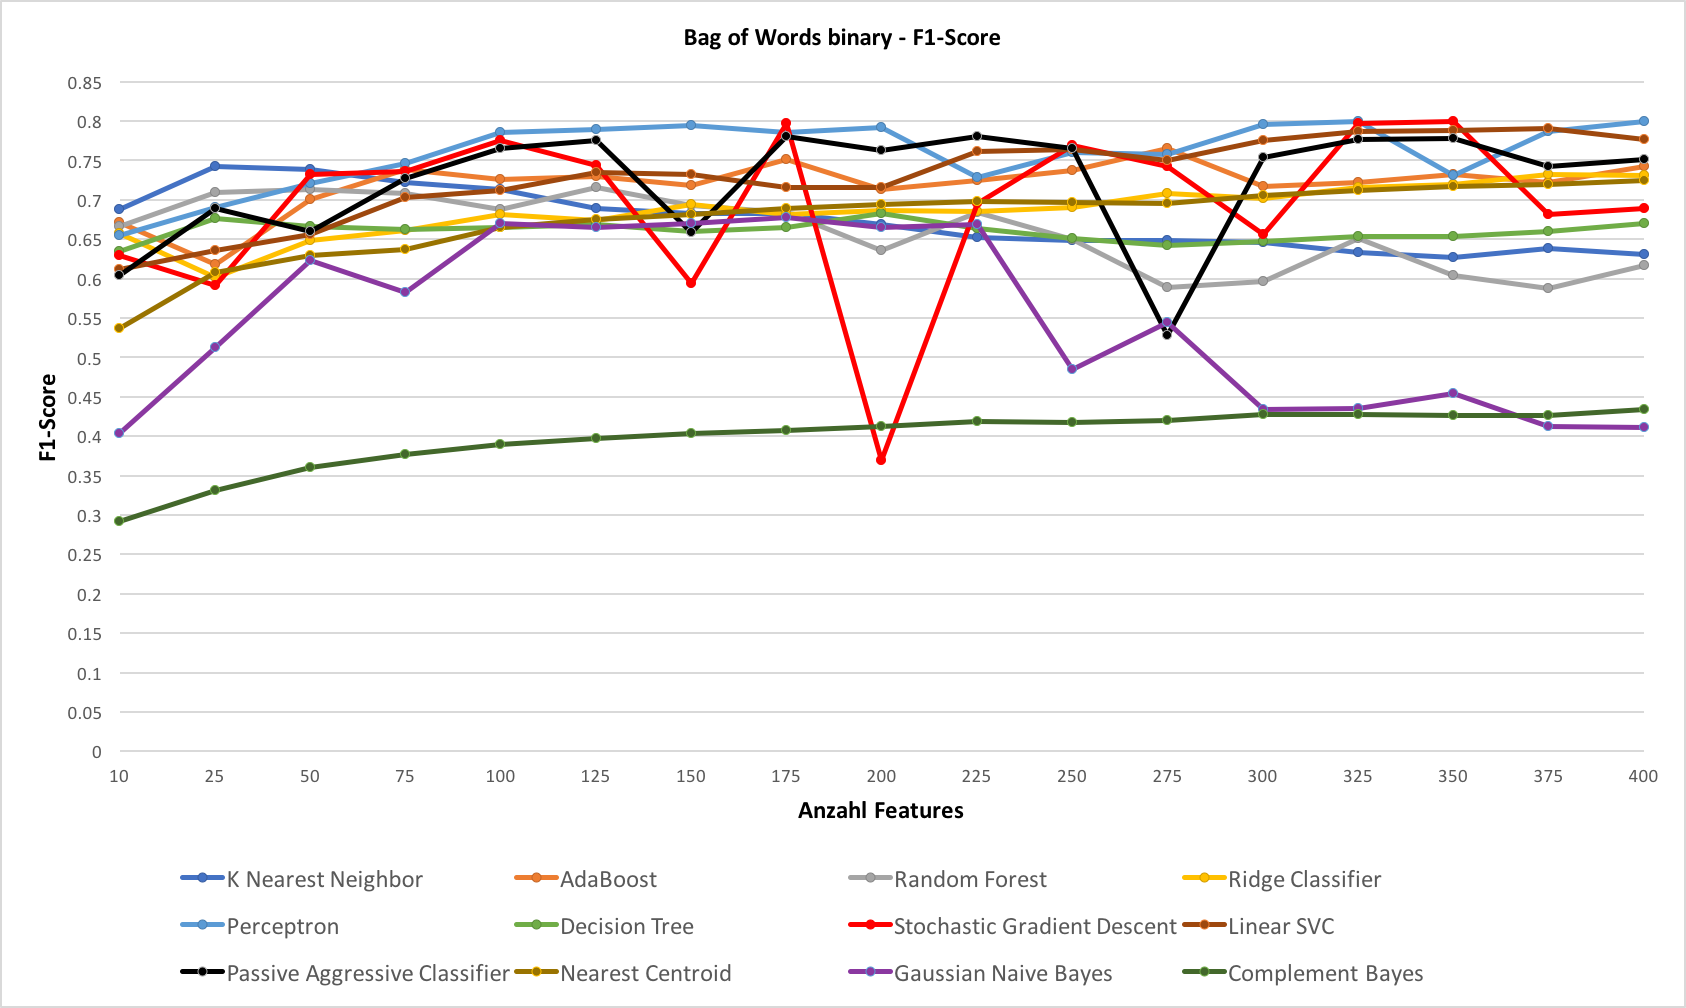 Bag of Words binary - F1-Score
0.85
0.8
0.75
0.7
0.65
0.6
0.55
0.5
0.45
0.4
0.35
0.3
0.25
0.2
0.15
0.1
0.05
0
F1-Score
10 25 50 75 100 125 150 175 200 225 250 275 300 325 350 375 400
Anzahl Features
K Nearest Neighbor AdaBoost Random Forest Ridge Classifier
Perceptron Decision Tree Stochastic Gradient Descent Linear SVC
Passive Aggressive Classifier Nearest Centroid Gaussian Naive Bayes Complement Bayes